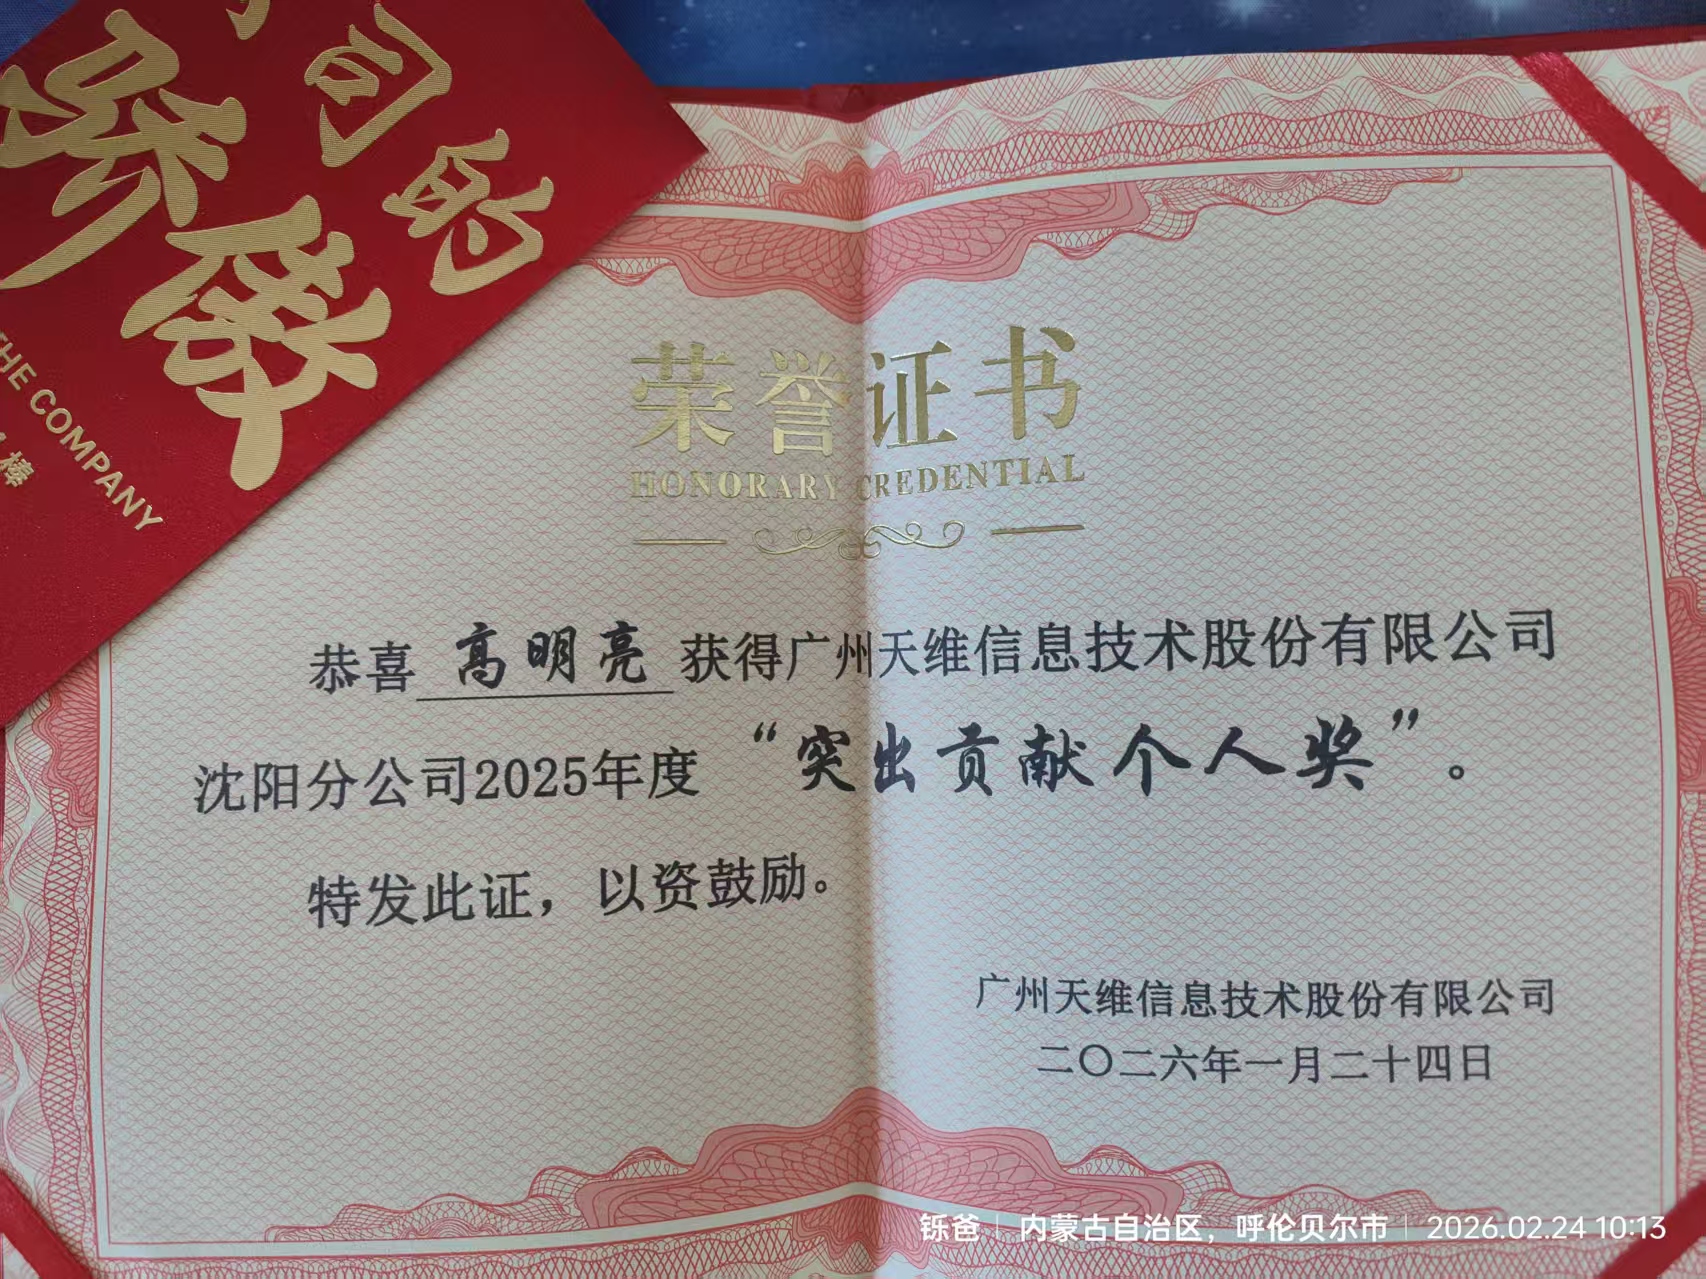 司的
THE COMPANY
棒
荣誉证书
HONORARY CREDENTIAL
恭喜 高明亮 获得广州天维信息技术股份有限公司
沈阳分公司2025年度 “突出贡献个人奖”。
特发此证，以资鼓励。
广州天维信息技术股份有限公司
二〇二六年一月二十四日
铄爸 | 内蒙古自治区，呼伦贝尔市 | 2026.02.24 10:13